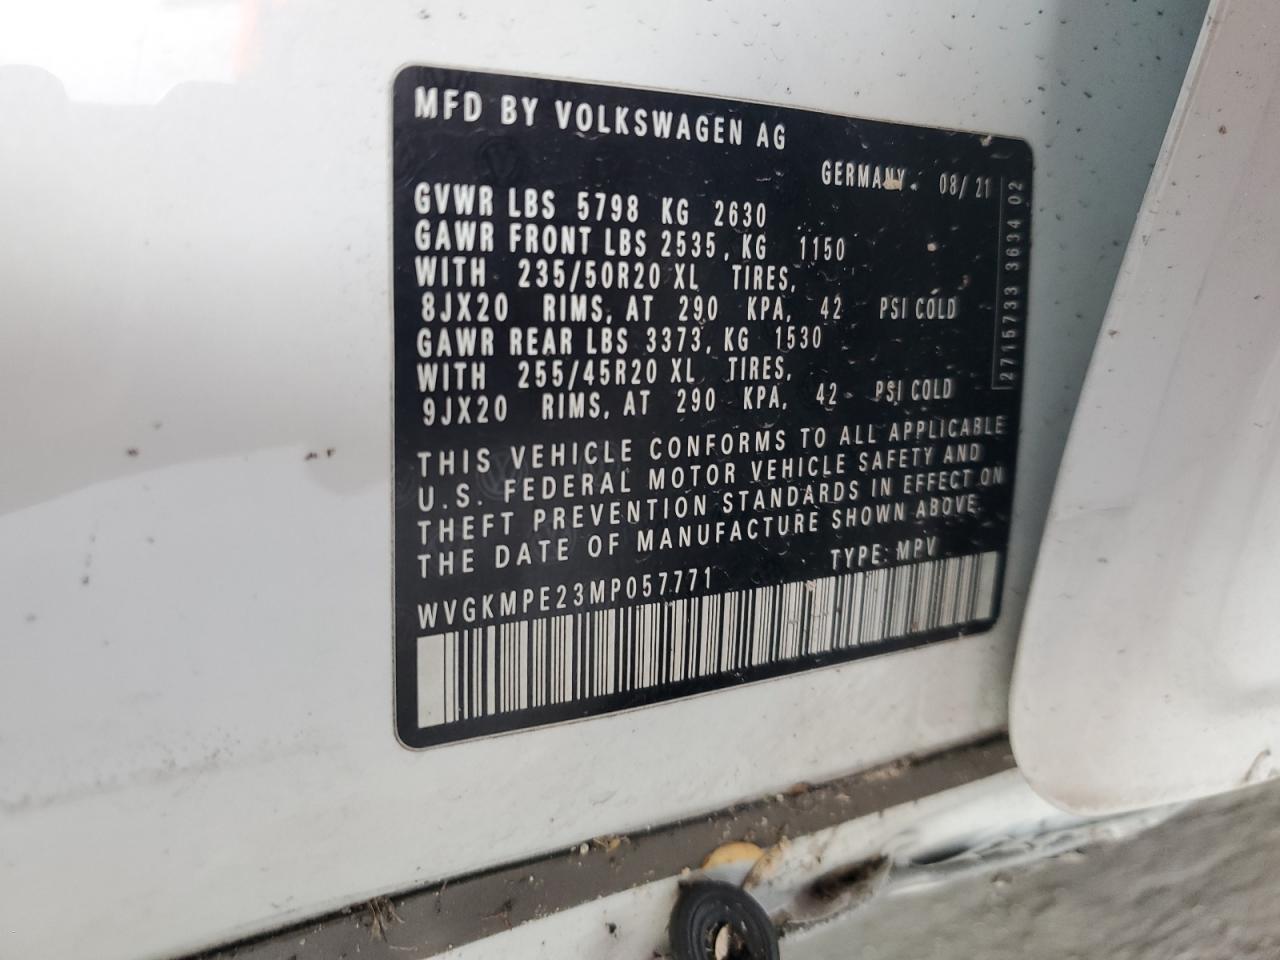 MFD BY VOLKSWAGEN AG
GERMANY. 08/21
GVWR LBS 5798 KG 2630
GAWR FRONT LBS 2535, KG 1150
WITH 235/50R20 XL TIRES,
8JX20 RIMS, AT 290 KPA, 42 PSI COLD
GAWR REAR LBS 3373, KG 1530
WITH 255/45R20 XL TIRES,
9JX20 RIMS, AT 290 KPA, 42 PSI COLD
THIS VEHICLE CONFORMS TO ALL APPLICABLE
U.S. FEDERAL MOTOR VEHICLE SAFETY AND
THEFT PREVENTION STANDARDS IN EFFECT ON
THE DATE OF MANUFACTURE SHOWN ABOVE.
WVGKMPE23MP057771 TYPE: MPV
2715733 3634 02